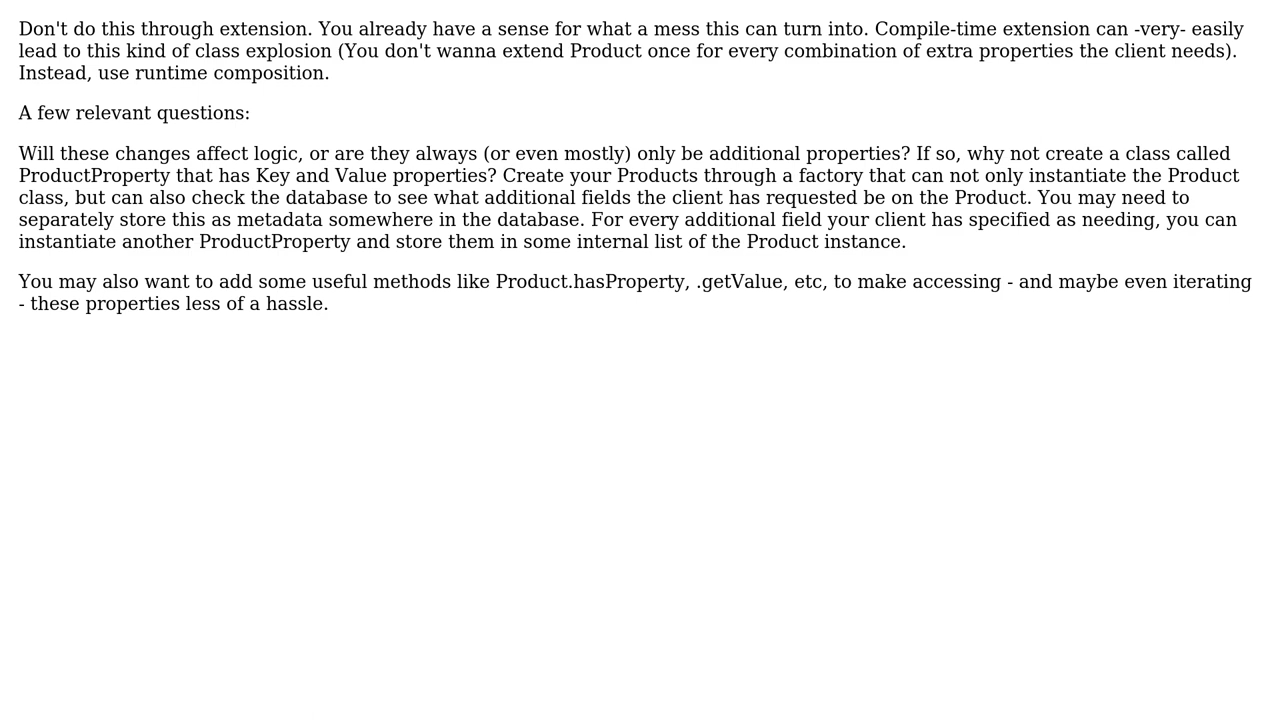 Don't do this through extension. You already have a sense for what a mess this can turn into. Compile-time extension can -very- easily
lead to this kind of class explosion (You don't wanna extend Product once for every combination of extra properties the client needs).
Instead, use runtime composition.
A few relevant questions:
Will these changes affect logic, or are they always (or even mostly) only be additional properties? If so, why not create a class called
ProductProperty that has Key and Value properties? Create your Products through a factory that can not only instantiate the Product
class, but can also check the database to see what additional fields the client has requested be on the Product. You may need to
separately store this as metadata somewhere in the database. For every additional field your client has specified as needing, you can
instantiate another ProductProperty and store them in some internal list of the Product instance.
You may also want to add some useful methods like Product.hasProperty, .getValue, etc, to make accessing - and maybe even iterating
- these properties less of a hassle.